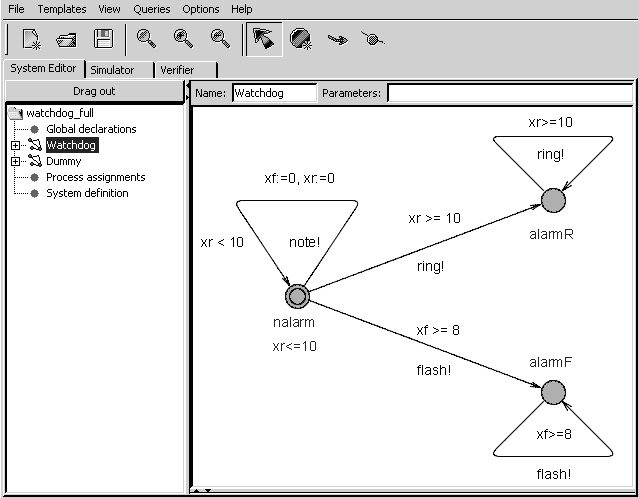 File Templates View Queries Options Help
System Editor Simulator Verifier
Drag out
Name: Watchdog Parameters:
watchdog_full
Global declarations
Watchdog
Dummy
Process assignments
System definition
xr>=10
ring!
alarmR
xf:=0, xr:=0
xr < 10
note!
xr >= 10
ring!
nalarm
xr<=10
xf >= 8
flash!
alarmF
xf>=8
flash!